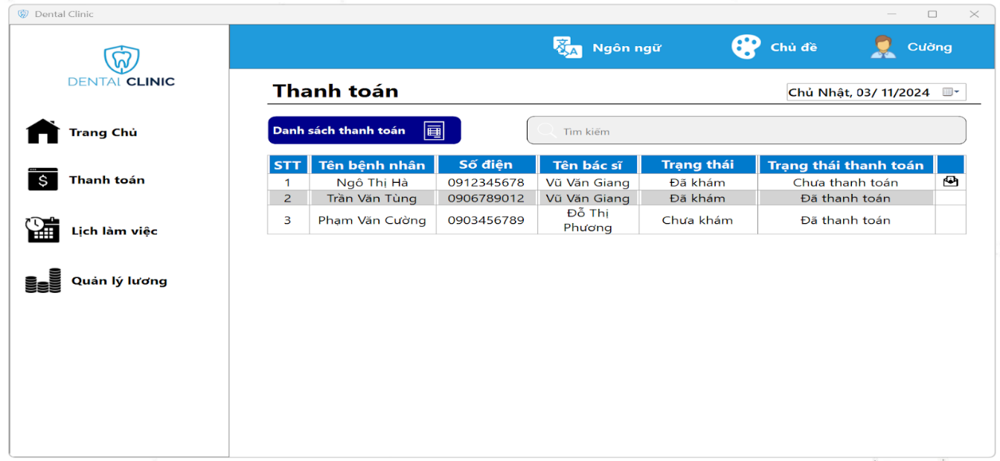 Dental Clinic
Ngôn ngữ
Chủ đề
Cường
DENTAL CLINIC
Trang Chủ
Thanh toán
Lịch làm việc
Quản lý lương
Thanh toán
Chủ Nhật, 03/ 11/2024
Danh sách thanh toán
Tìm kiếm
STT Tên bệnh nhân Số điện Tên bác sĩ Trạng thái Trạng thái thanh toán
1 Ngô Thị Hà 0912345678 Vũ Văn Giang Đã khám Chưa thanh toán
2 Trần Văn Tùng 0906789012 Vũ Văn Giang Đã khám Đã thanh toán
3 Phạm Văn Cường 0903456789 Đỗ Thị Chưa khám Đã thanh toán
Phương